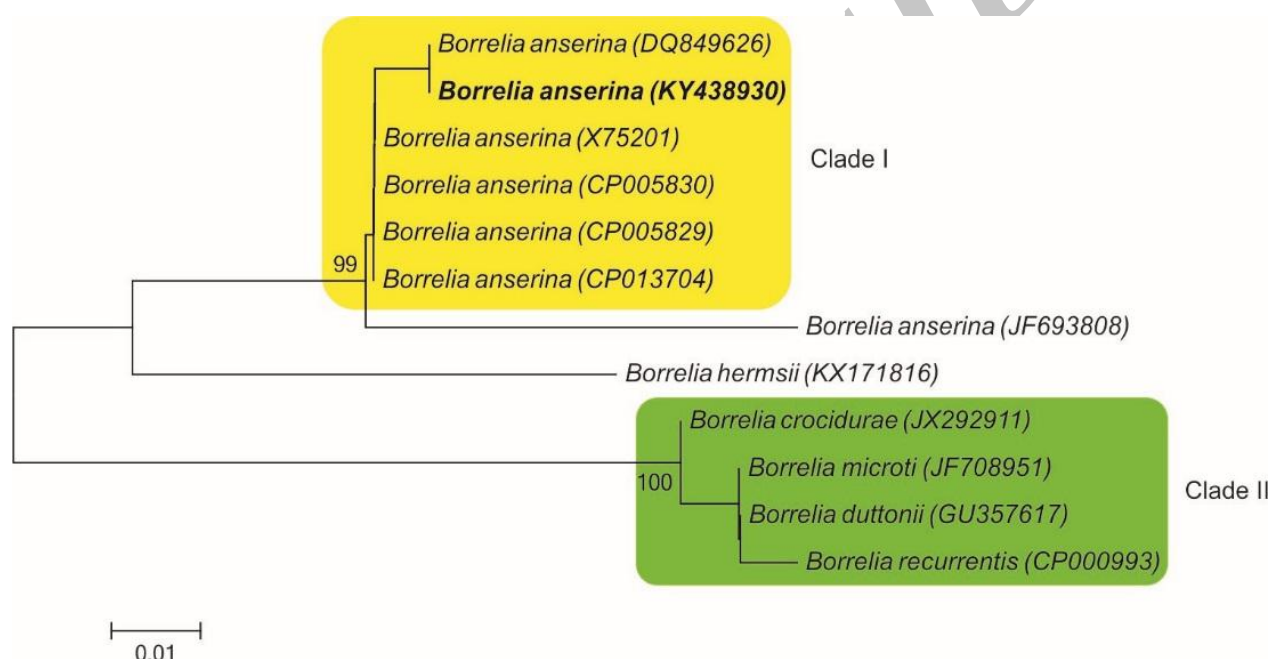 Borrelia anserina (DQ849626)
Borrelia anserina (KY438930)
Borrelia anserina (X75201)
Clade I
Borrelia anserina (CP005830)
Borrelia anserina (CP005829)
99
Borrelia anserina (CP013704)
Borrelia anserina (JF693808)
Borrelia hermsii (KX171816)
Borrelia crocidurae (JX292911)
Borrelia microti (JF708951)
100
Clade II
Borrelia duttonii (GU357617)
Borrelia recurrentis (CP000993)
0.01